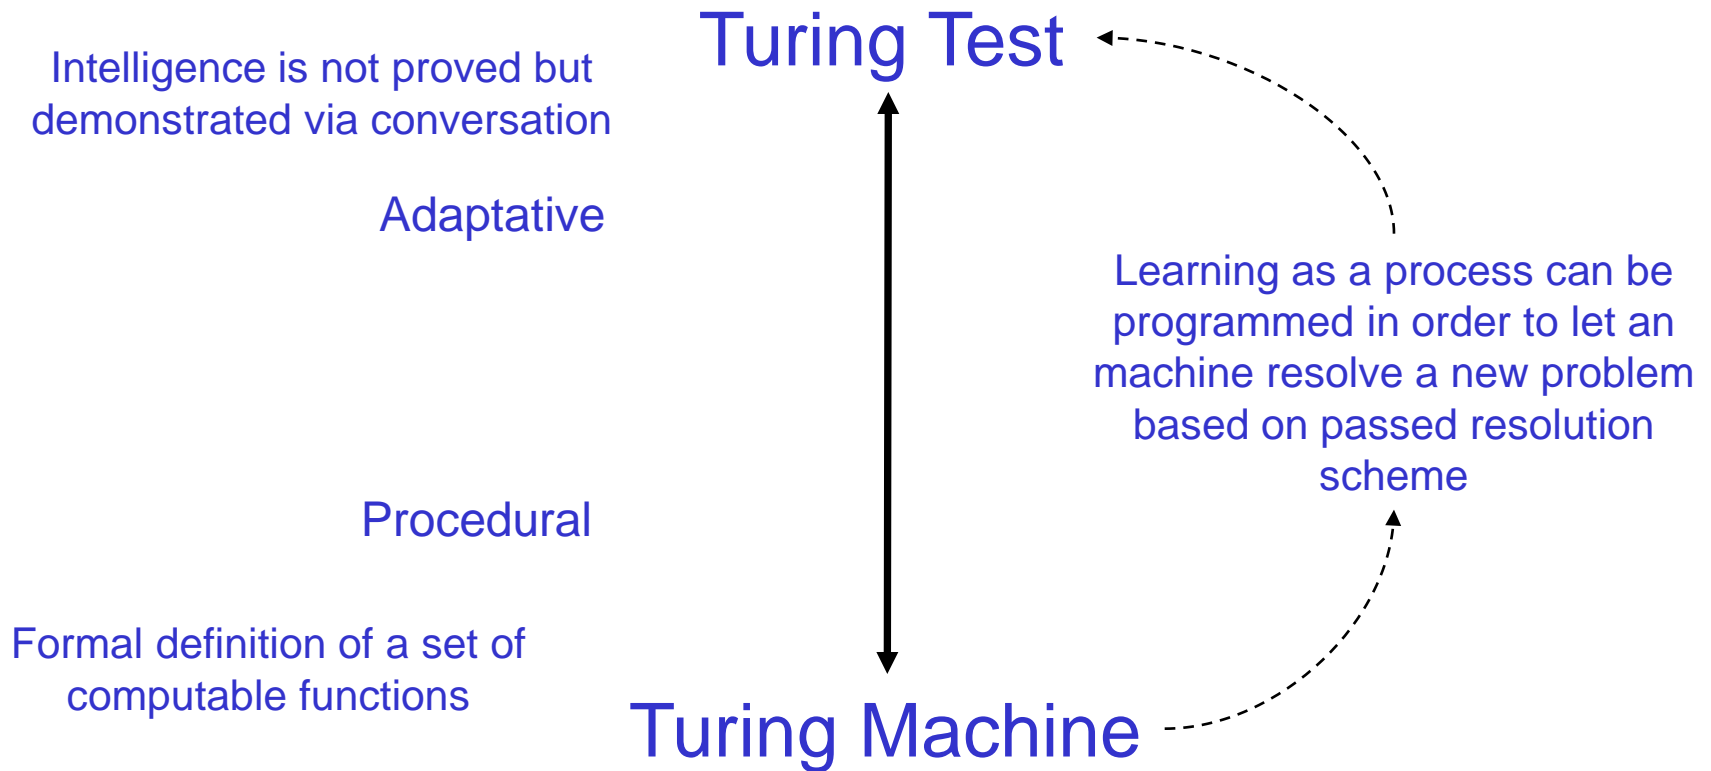 Turing Test
Intelligence is not proved but
demonstrated via conversation
Adaptative
Learning as a process can be
programmed in order to let an
machine resolve a new problem
based on passed resolution
scheme
Procedural
Formal definition of a set of
computable functions
Turing Machine